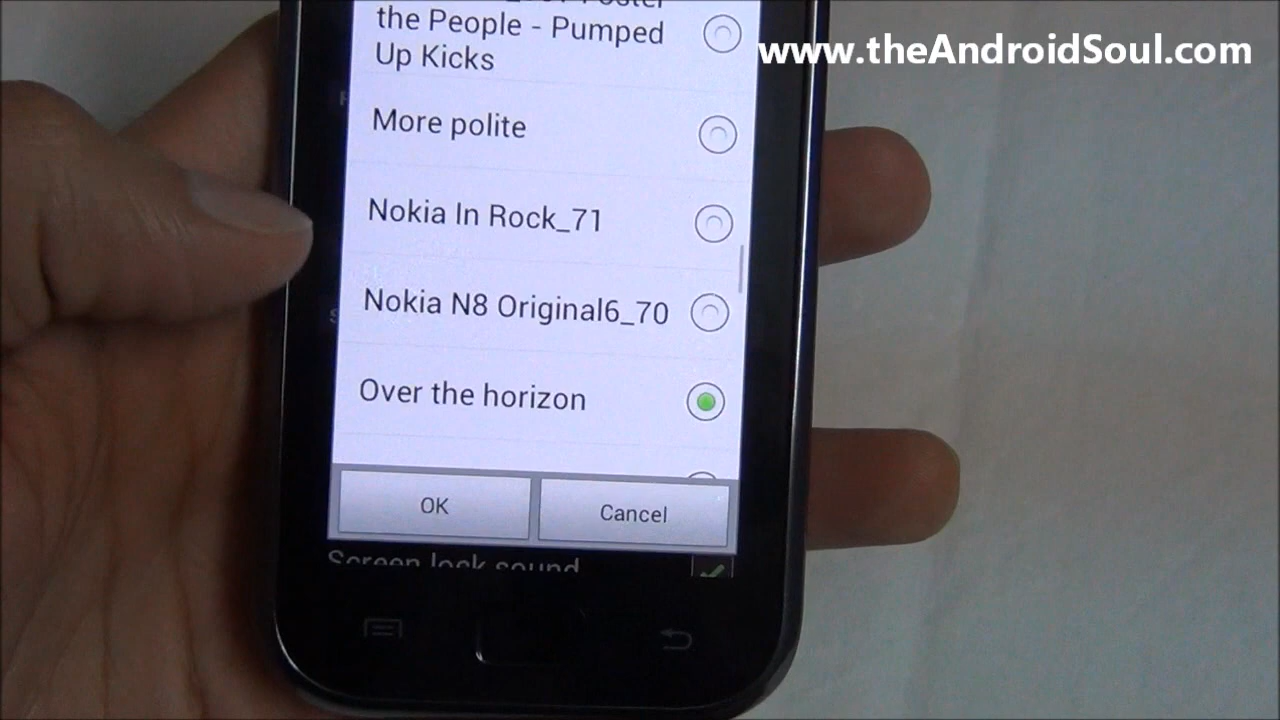 the People - Pumped
Up Kicks
www.theAndroidSoul.com
More polite
Nokia In Rock_71
Nokia N8 Original6_70
Over the horizon
OK
Cancel
Screen lock sound